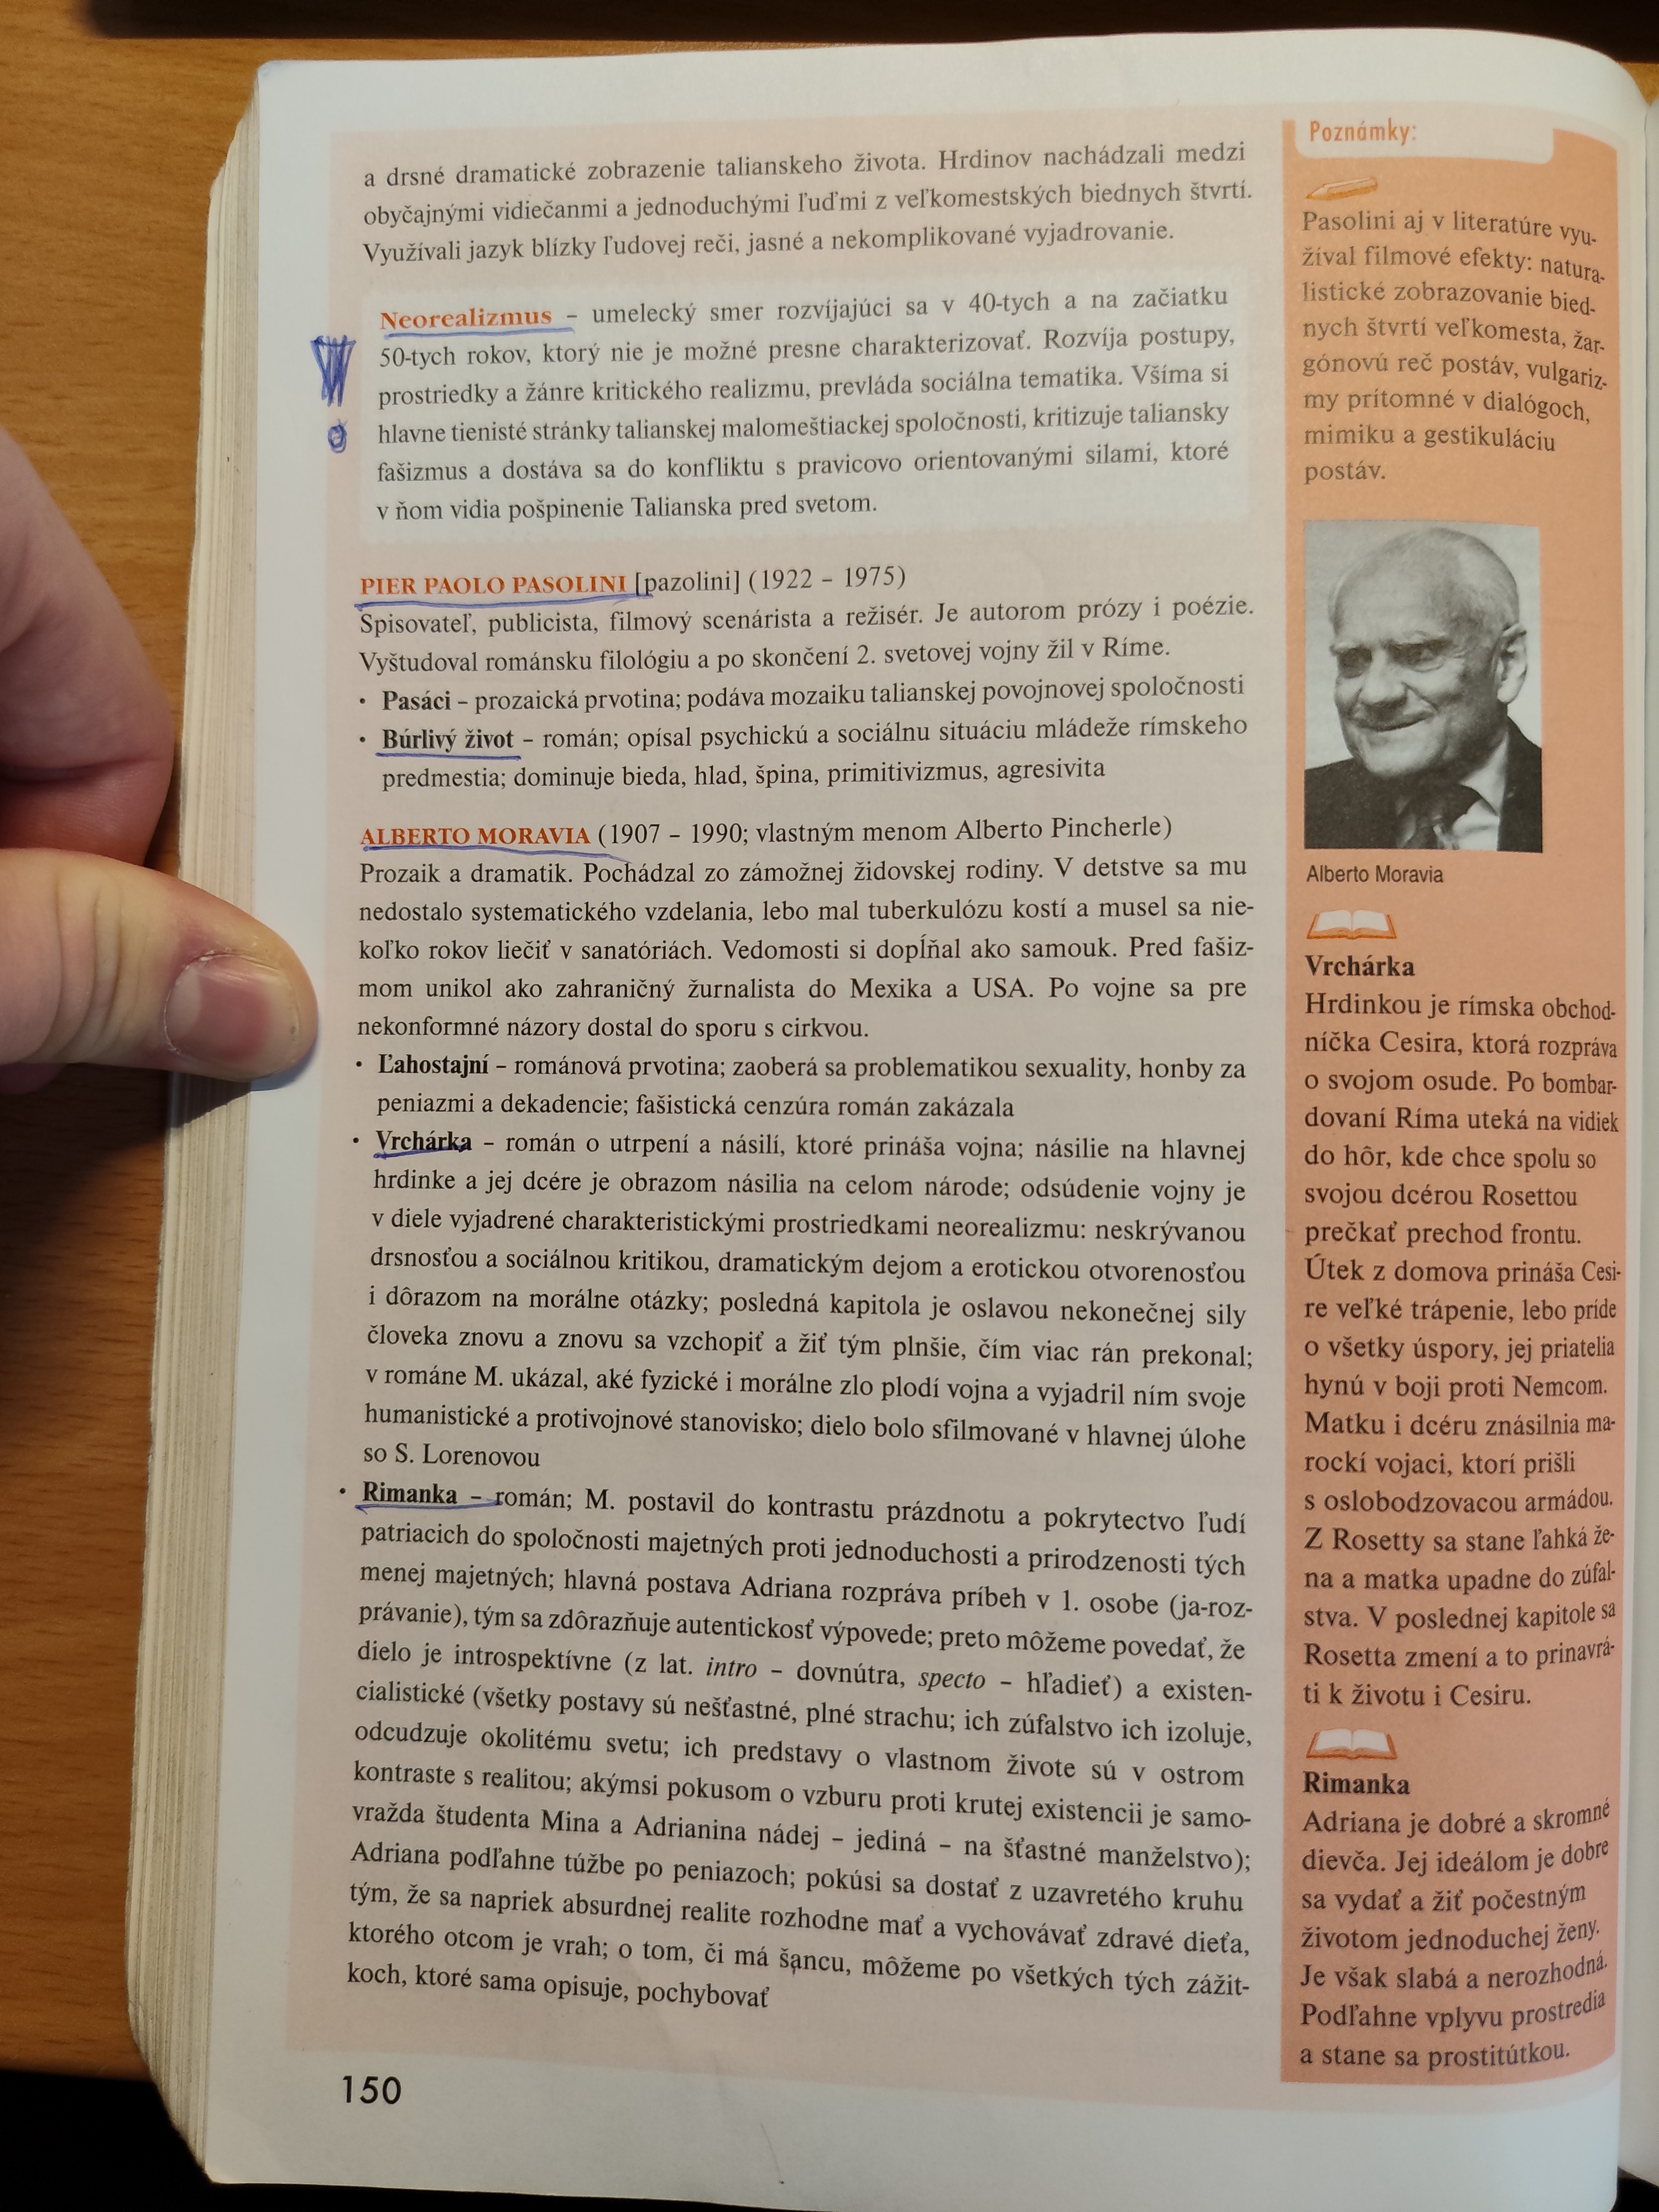 a drsné dramatické zobrazenie talianskeho života. Hrdinov nachádzali medzi
obyčajnými vidiečanmi a jednoduchými ľuďmi z veľkomestských biednych štvrtí.
Využívali jazyk blízky ľudovej reči, jasné a nekomplikované vyjadrovanie.
Neorealizmus – umelecký smer rozvíjajúci sa v 40-tych a na začiatku
50-tych rokov, ktorý nie je možné presne charakterizovať. Rozvíja postupy,
prostriedky a žánre kritického realizmu, prevláda sociálna tematika. Všíma si
hlavne tienisté stránky talianskej malomeštiackej spoločnosti, kritizuje taliansky
fašizmus a dostáva sa do konfliktu s pravicovo orientovanými silami, ktoré
v ňom vidia pošpinenie Talianska pred svetom.
PIER PAOLO PASOLINI [pazolini] (1922 – 1975)
Spisovateľ, publicista, filmový scenárista a režisér. Je autorom prózy i poézie.
Vyštudoval románsku filológiu a po skončení 2. svetovej vojny žil v Ríme.
• Pasáci – prozaická prvotina; podáva mozaiku talianskej povojnovej spoločnosti
• Búrlivý život – román; opísal psychickú a sociálnu situáciu mládeže rímskeho
predmestia; dominuje bieda, hlad, špina, primitivizmus, agresivita
ALBERTO MORAVIA (1907 – 1990; vlastným menom Alberto Pincherle)
Prozaik a dramatik. Pochádzal zo zámožnej židovskej rodiny. V detstve sa mu
nedostalo systematického vzdelania, lebo mal tuberkulózu kostí a musel sa nie-
koľko rokov liečiť v sanatóriách. Vedomosti si dopĺňal ako samouk. Pred fašiz-
mom unikol ako zahraničný žurnalista do Mexika a USA. Po vojne sa pre
nekonformné názory dostal do sporu s cirkvou.
• Ľahostajní – románová prvotina; zaoberá sa problematikou sexuality, honby za
peniazmi a dekadencie; fašistická cenzúra román zakázala
• Vrchárka – román o utrpení a násilí, ktoré prináša vojna; násilie na hlavnej
hrdinke a jej dcére je obrazom násilia na celom národe; odsúdenie vojny je
v diele vyjadrené charakteristickými prostriedkami neorealizmu: neskrývanou
drsnosťou a sociálnou kritikou, dramatickým dejom a erotickou otvorenosťou
i dôrazom na morálne otázky; posledná kapitola je oslavou nekonečnej sily
človeka znovu a znovu sa vzchopiť a žiť tým plnšie, čím viac rán prekonal;
v románe M. ukázal, aké fyzické i morálne zlo plodí vojna a vyjadril ním svoje
humanistické a protivojnové stanovisko; dielo bolo sfilmované v hlavnej úlohe
so S. Lorenovou
• Rimanka – román; M. postavil do kontrastu prázdnotu a pokrytectvo ľudí
patriacich do spoločnosti majetných proti jednoduchosti a prirodzenosti tých
menej majetných; hlavná postava Adriana rozpráva príbeh v 1. osobe (ja-roz-
právanie), tým sa zdôrazňuje autentickosť výpovede; preto môžeme povedať, že
dielo je introspektívne (z lat. intro – dovnútra, specto – hľadieť) a existen-
cialistické (všetky postavy sú nešťastné, plné strachu; ich zúfalstvo ich izoluje,
odcudzuje okolitému svetu; ich predstavy o vlastnom živote sú v ostrom
kontraste s realitou; akýmsi pokusom o vzburu proti krutej existencii je samo-
vražda študenta Mina a Adrianina nádej – jediná – na šťastné manželstvo);
Adriana podľahne túžbe po peniazoch; pokúsi sa dostať z uzavretého kruhu
tým, že sa napriek absurdnej realite rozhodne mať a vychovávať zdravé dieťa,
ktorého otcom je vrah; o tom, či má šancu, môžeme po všetkých tých zážit-
koch, ktoré sama opisuje, pochybovať
150
Poznámky:
Pasolini aj v literatúre vyu-
žíval filmové efekty: natura-
listické zobrazovanie bied-
nych štvrtí veľkomesta, žar-
gónovú reč postáv, vulgariz-
my prítomné v dialógoch,
mimiku a gestikuláciu
postáv.
Alberto Moravia
Vrchárka
Hrdinkou je rímska obchod-
níčka Cesira, ktorá rozpráva
o svojom osude. Po bombar-
dovaní Ríma uteká na vidiek
do hôr, kde chce spolu so
svojou dcérou Rosettou
prečkať prechod frontu.
Útek z domova prináša Cesi-
re veľké trápenie, lebo príde
o všetky úspory, jej priatelia
hynú v boji proti Nemcom.
Matku i dcéru znásilnia ma-
rockí vojaci, ktorí prišli
s oslobodzovacou armádou.
Z Rosetty sa stane ľahká že-
na a matka upadne do zúfal-
stva. V poslednej kapitole sa
Rosetta zmení a to prinavrá-
ti k životu i Cesiru.
Rimanka
Adriana je dobré a skromné
dievča. Jej ideálom je dobre
sa vydať a žiť počestným
životom jednoduchej ženy.
Je však slabá a nerozhodná.
Podľahne vplyvu prostredia
a stane sa prostitútkou.